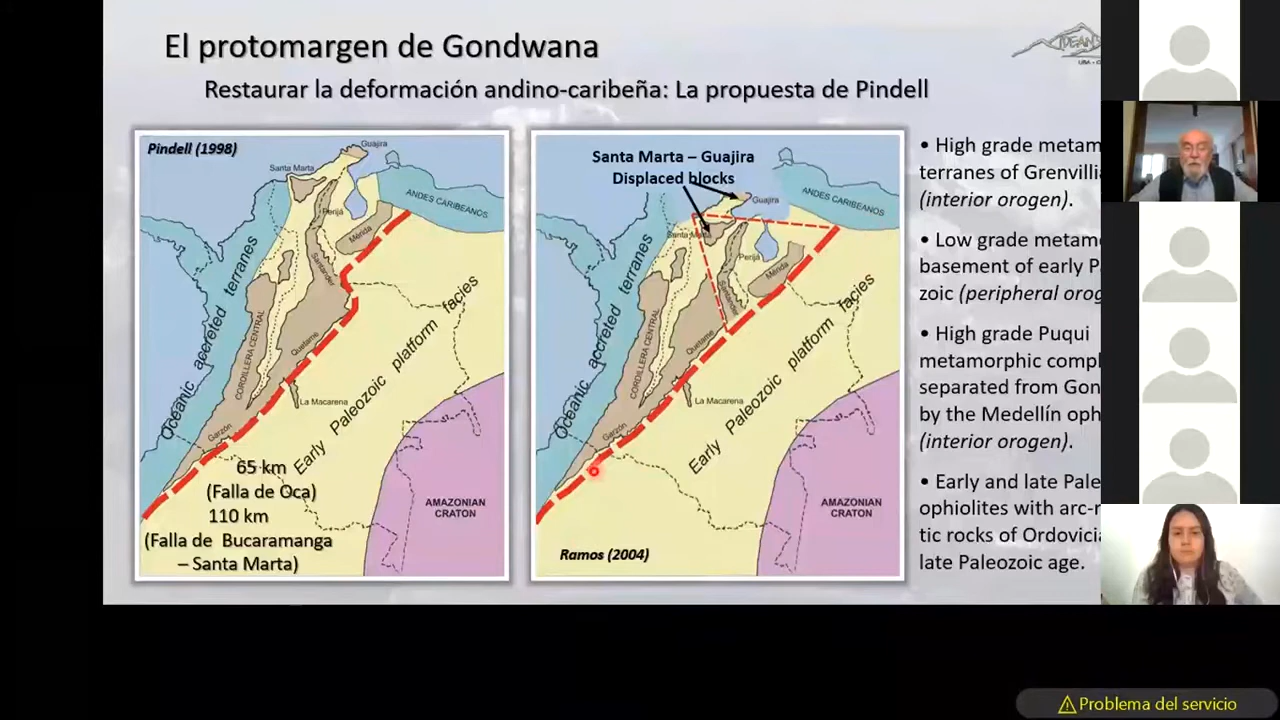 El protomargen de Gondwana
Restaurar la deformación andino-caribeña: La propuesta de Pindell
Pindell (1998)
Guajira
Santa Marta
Perijá
ANDES CARIBEANOS
Mérida
Santander
Oceanic accreted terranes
CORDILLERA CENTRAL
Quetame
La Macarena
Garzón
Early Paleozoic platform facies
AMAZONIAN
CRATON
65 km
(Falla de Oca)
110 km
(Falla de Bucaramanga
– Santa Marta)
Santa Marta – Guajira
Displaced blocks
Guajira
Santa Marta
Perijá
ANDES CARIBEANOS
Mérida
Santander
Oceanic accreted terranes
CORDILLERA CENTRAL
Quetame
La Macarena
Garzón
Early Paleozoic platform facies
AMAZONIAN
CRATON
Ramos (2004)
• High grade metam
terranes of Grenvilli
(interior orogen).
• Low grade metam
basement of early P
zoic (peripheral orog
• High grade Puqui
metamorphic compl
separated from Gon
by the Medellín oph
(interior orogen).
• Early and late Pale
ophiolites with arc-r
tic rocks of Ordovici
late Paleozoic age.
Problema del servicio